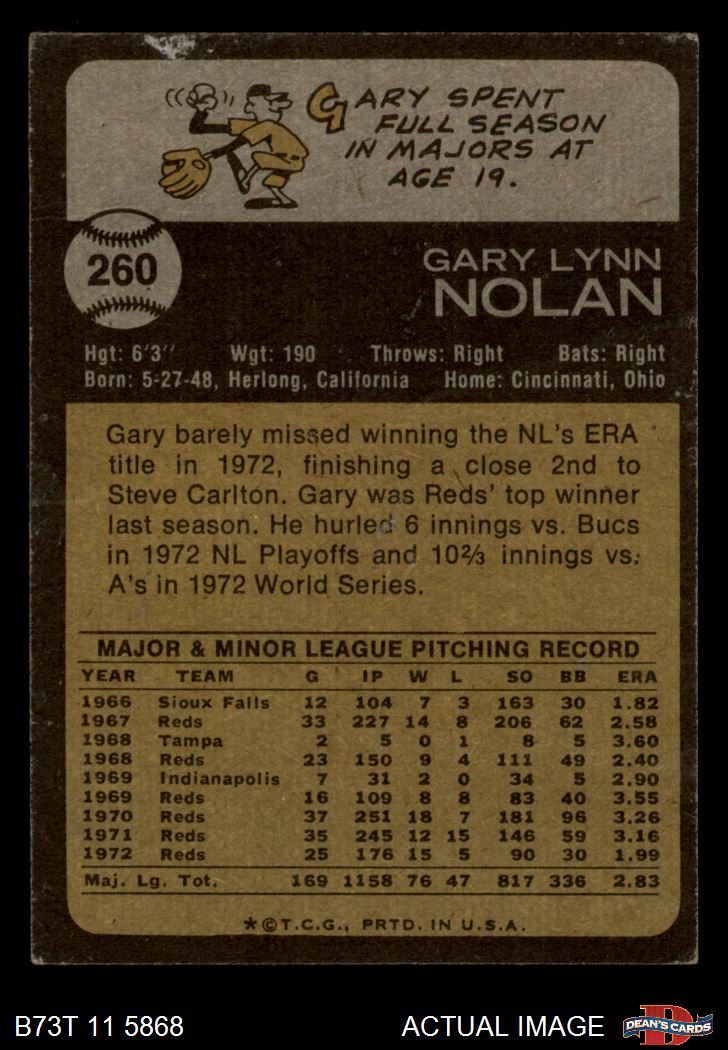 GARY SPENT
FULL SEASON
IN MAJORS AT
AGE 19.
260
GARY LYNN
NOLAN
Hgt: 6'3" Wgt: 190 Throws: Right Bats: Right
Born: 5-27-48, Herlong, California Home: Cincinnati, Ohio
Gary barely missed winning the NL's ERA
title in 1972, finishing a close 2nd to
Steve Carlton. Gary was Reds' top winner
last season. He hurled 6 innings vs. Bucs
in 1972 NL Playoffs and 10⅔ innings vs.
A's in 1972 World Series.
MAJOR & MINOR LEAGUE PITCHING RECORD
YEAR TEAM G IP W L SO BB ERA
1966 Sioux Falls 12 104 7 3 163 30 1.82
1967 Reds 33 227 14 8 206 62 2.58
1968 Tampa 2 5 0 1 8 5 3.60
1968 Reds 23 150 9 4 111 49 2.40
1969 Indianapolis 7 31 2 0 34 5 2.90
1969 Reds 16 109 8 8 83 40 3.55
1970 Reds 37 251 18 7 181 96 3.26
1971 Reds 35 245 12 15 146 59 3.16
1972 Reds 25 176 15 5 90 30 1.99
Maj. Lg. Tot. 169 1158 76 47 817 336 2.83
*©T.C.G., PRTD. IN U.S.A.
B73T 11 5868 ACTUAL IMAGE D DEAN'S CARDS